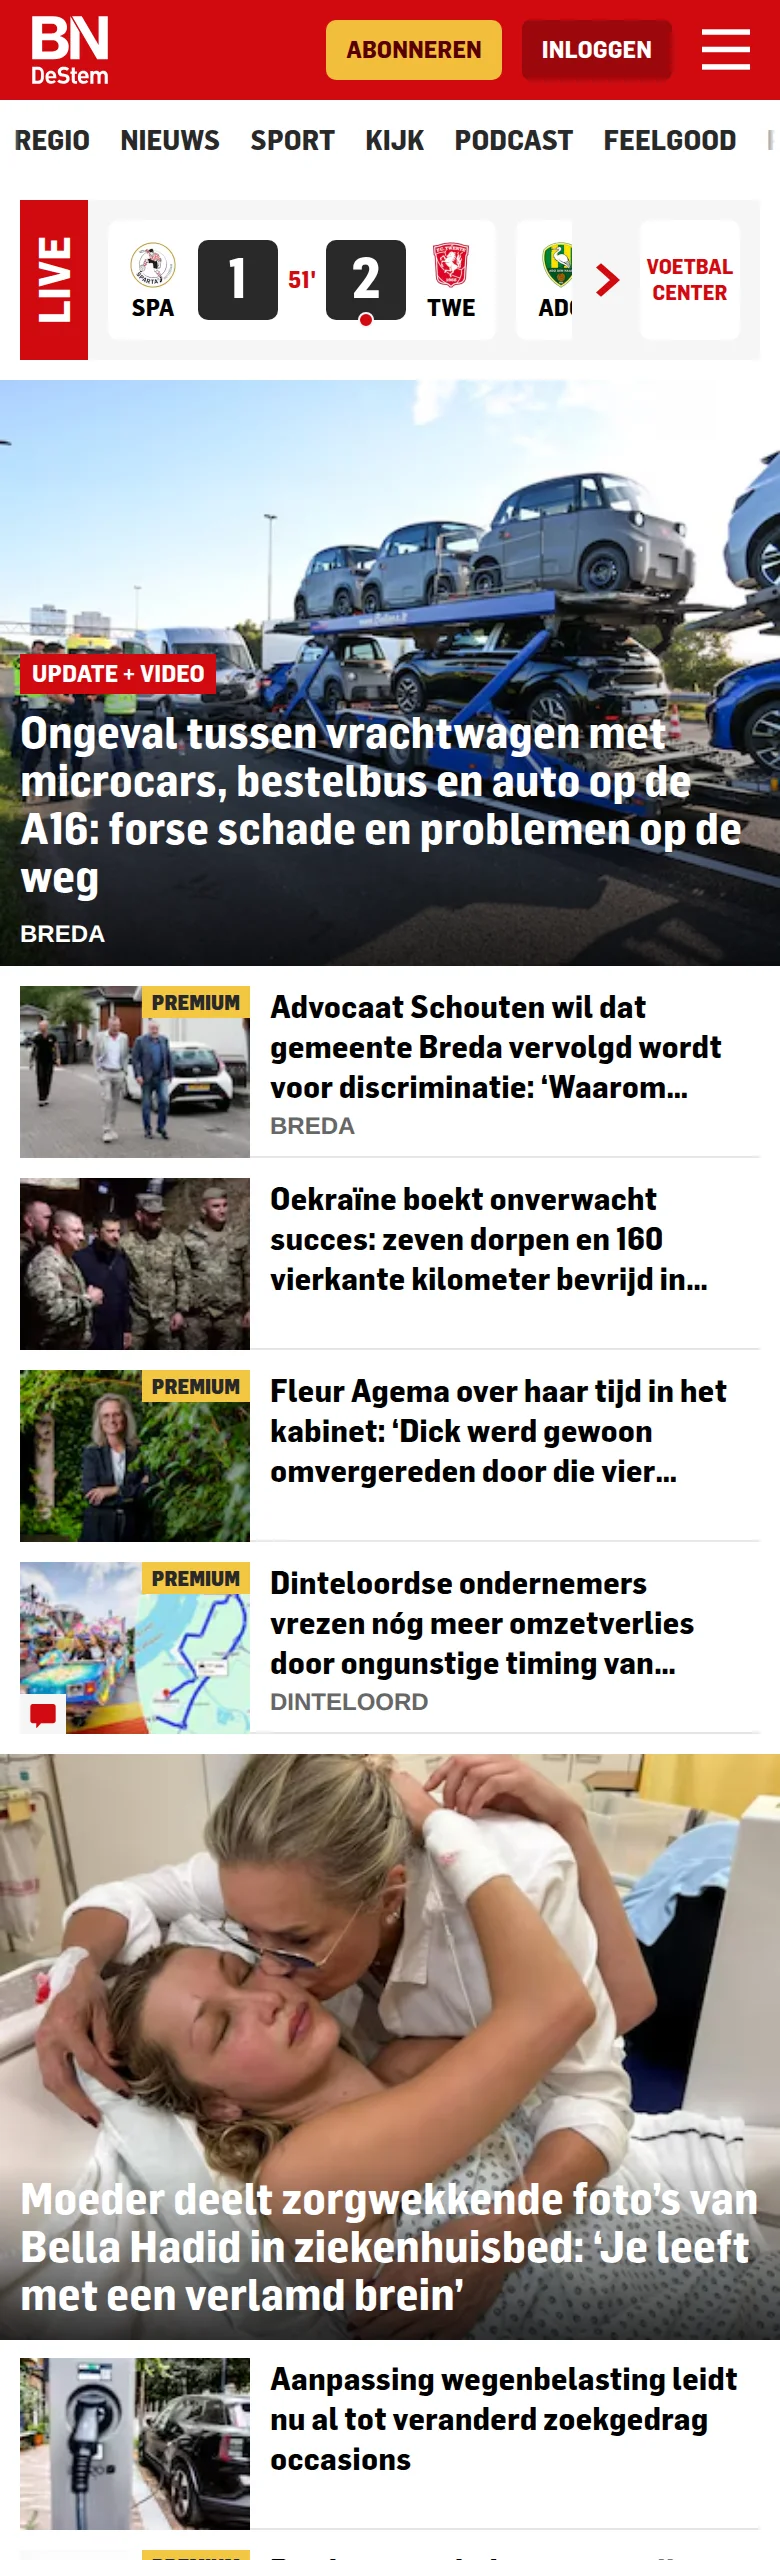 BN
DeStem
ABONNEREN
INLOGGEN
REGIO NIEUWS SPORT KIJK PODCAST FEELGOOD
LIVE
SPA
1
51'
2
TWE
VOETBAL
CENTER
UPDATE + VIDEO
Ongeval tussen vrachtwagen met
microcars, bestelbus en auto op de
A16: forse schade en problemen op de
weg
BREDA
PREMIUM
Advocaat Schouten wil dat
gemeente Breda vervolgd wordt
voor discriminatie: ‘Waarom...
BREDA
Oekraïne boekt onverwacht
succes: zeven dorpen en 160
vierkante kilometer bevrijd in...
PREMIUM
Fleur Agema over haar tijd in het
kabinet: ‘Dick werd gewoon
omvergereden door die vier...
PREMIUM
Dinteloordse ondernemers
vrezen nóg meer omzetverlies
door ongunstige timing van...
DINTELOORD
Moeder deelt zorgwekkende foto’s van
Bella Hadid in ziekenhuisbed: ‘Je leeft
met een verlamd brein’
Aanpassing wegenbelasting leidt
nu al tot veranderd zoekgedrag
occasions